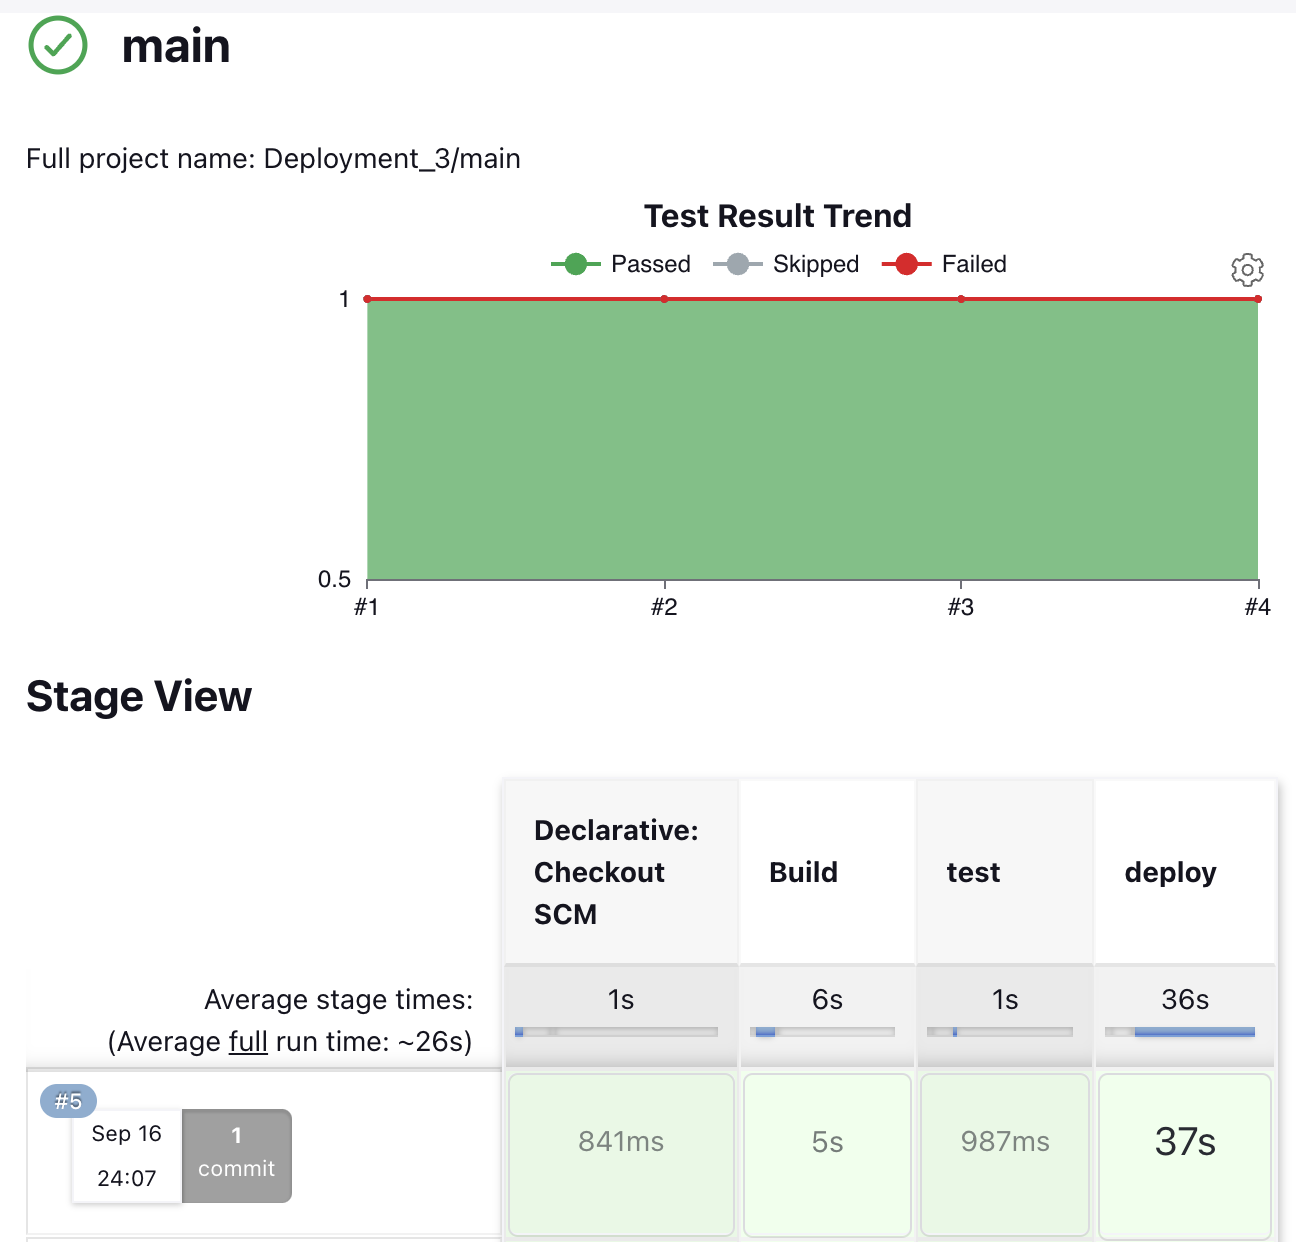 main
Full project name: Deployment_3/main
Test Result Trend
Passed Skipped Failed
1
0.5
#1 #2 #3 #4
Stage View
Declarative:
Checkout
SCM
Build
test
deploy
Average stage times:
(Average full run time: ~26s)
1s 6s 1s 36s
#5
Sep 16
24:07
1
commit
841ms 5s 987ms 37s